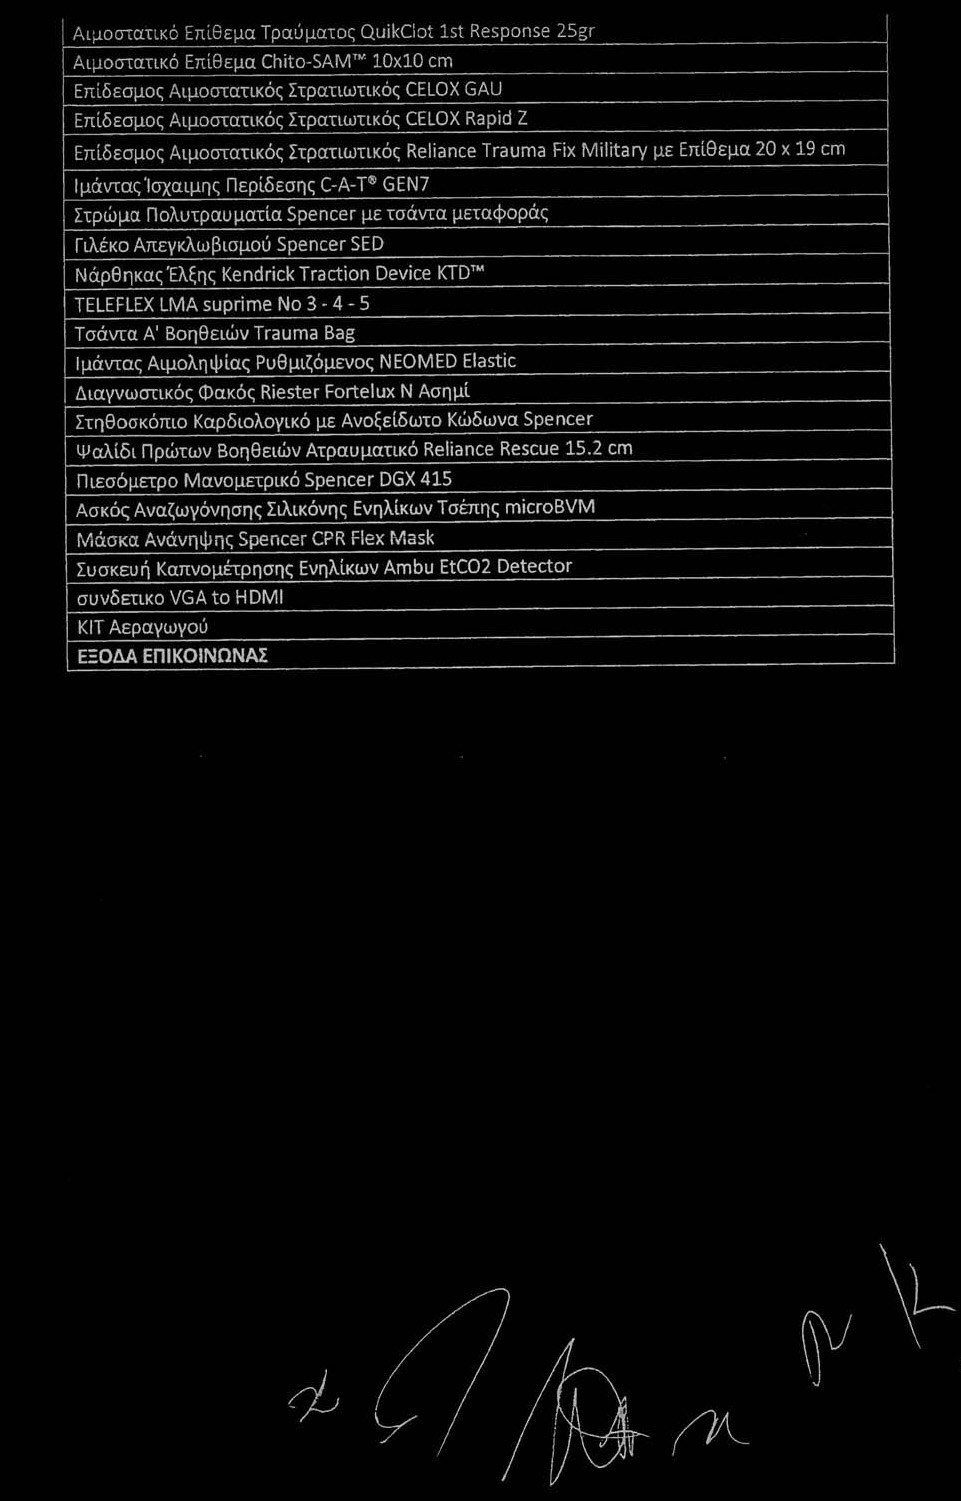 Αιμοστατικό Επίθεμα Τραύματος QuikClot 1st Response 25gr
Αιμοστατικό Επίθεμα Chito-SAM™ 10x10 cm
Επίδεσμος Αιμοστατικός Στρατιωτικός CELOX GAU
Επίδεσμος Αιμοστατικός Στρατιωτικός CELOX Rapid Z
Επίδεσμος Αιμοστατικός Στρατιωτικός Reliance Trauma Fix Military με Επίθεμα 20 x 19 cm
Ιμάντας Ίσχαιμης Περίδεσης C-A-T® GEN7
Στρώμα Πολυτραυματία Spencer με τσάντα μεταφοράς
Γιλέκο Απεγκλωβισμού Spencer SED
Νάρθηκας Έλξης Kendrick Traction Device KTD™
TELEFLEX LMA suprime No 3 - 4 - 5
Τσάντα Α' Βοηθειών Trauma Bag
Ιμάντας Αιμοληψίας Ρυθμιζόμενος NEOMED Elastic
Διαγνωστικός Φακός Riester Fortelux N Ασημί
Στηθοσκόπιο Καρδιολογικό με Ανοξείδωτο Κώδωνα Spencer
Ψαλίδι Πρώτων Βοηθειών Ατραυματικό Reliance Rescue 15.2 cm
Πιεσόμετρο Μανομετρικό Spencer DGX 415
Ασκός Αναζωγόνησης Σιλικόνης Ενηλίκων Τσέπης microBVM
Μάσκα Ανάνηψης Spencer CPR Flex Mask
Συσκευή Καπνομέτρησης Ενηλίκων Ambu EtCO2 Detector
συνδετικο VGA to HDMI
ΚΙΤ Αεραγωγού
ΕΞΟΔΑ ΕΠΙΚΟΙΝΩΝΑΣ